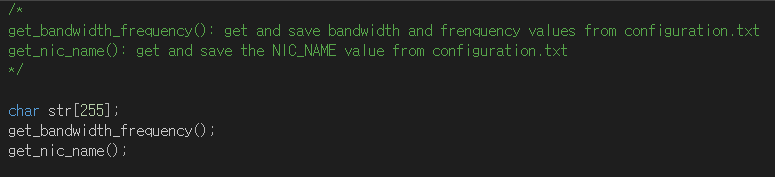 /*
get_bandwidth_frequency(): get and save bandwidth and frenquency values from configuration.txt
get_nic_name(): get and save the NIC_NAME value from configuration.txt
*/
char str[255];
get_bandwidth_frequency();
get_nic_name();